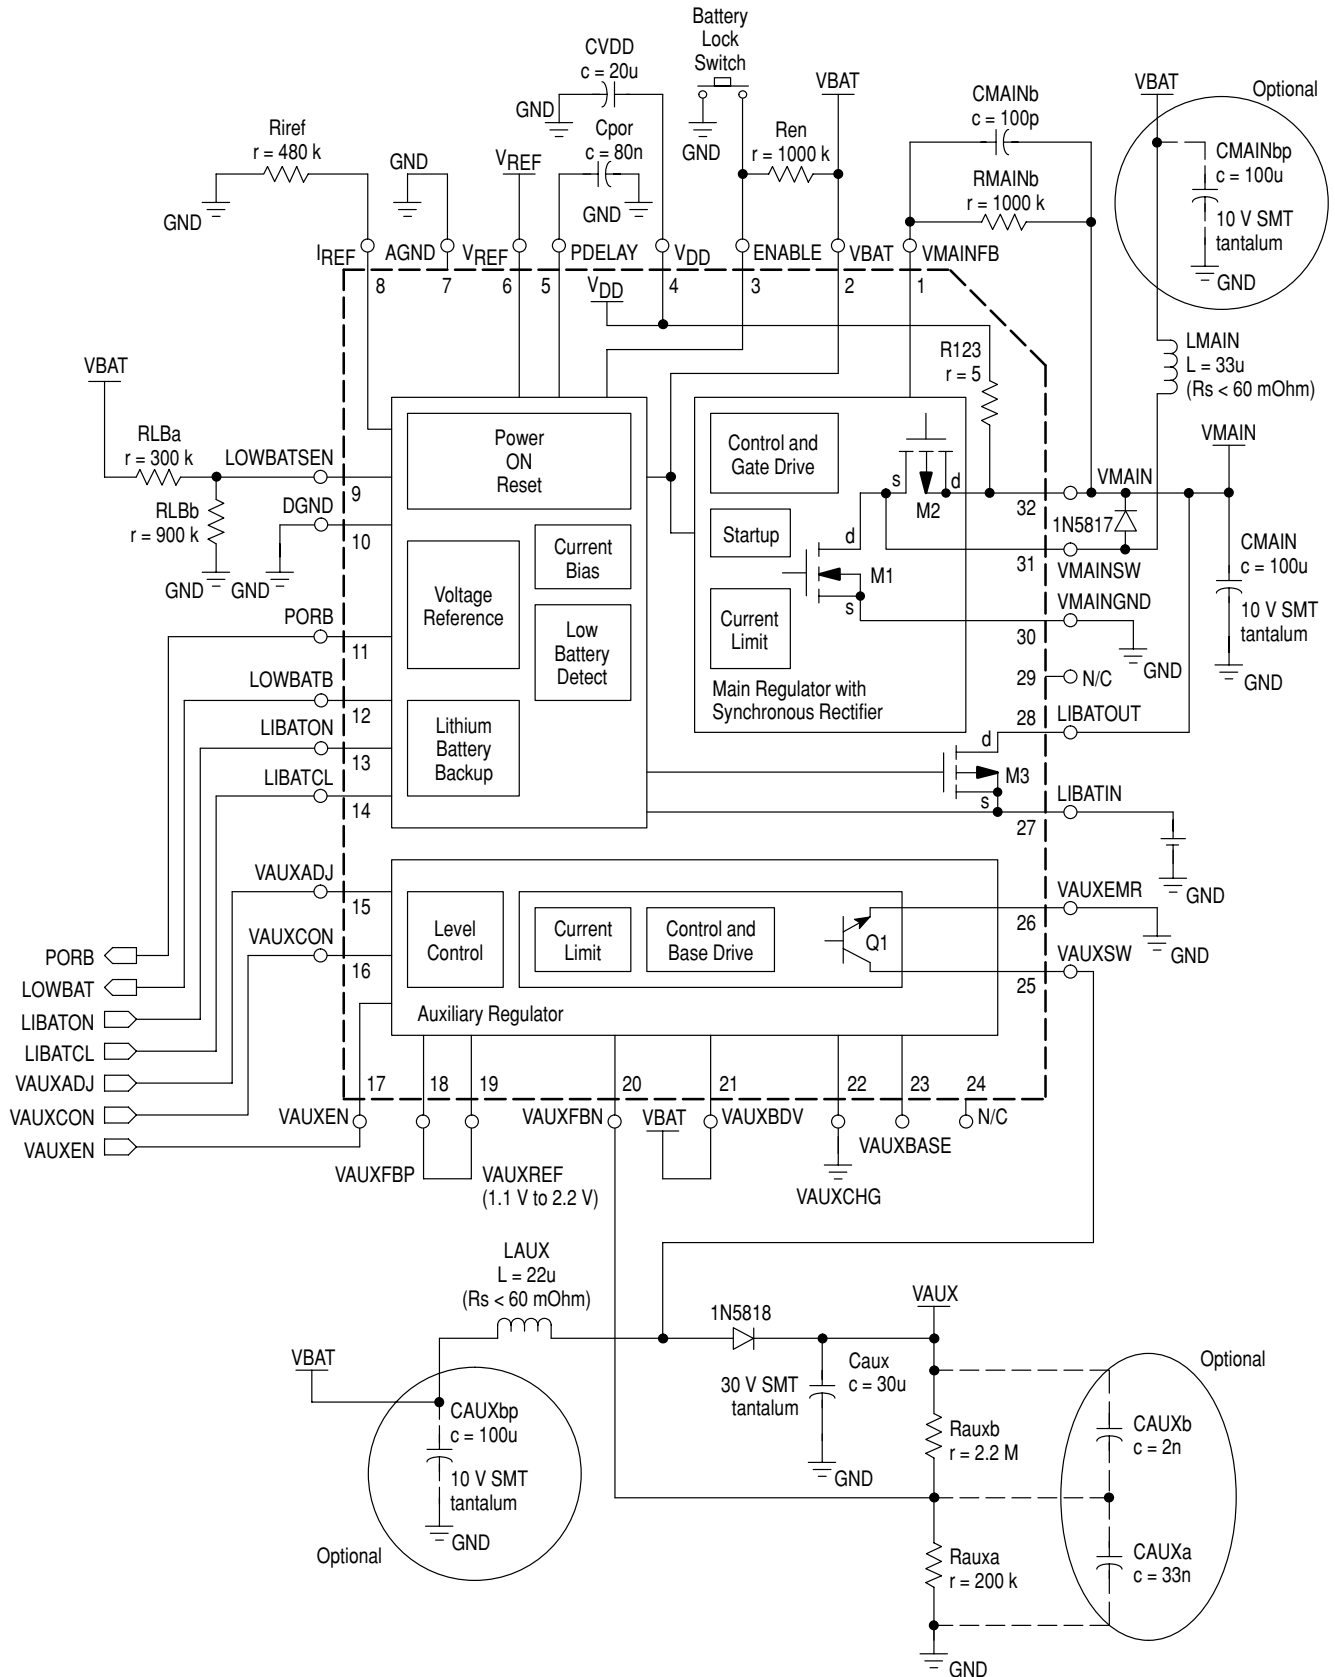 Battery
Lock
Switch
CVDD
c = 20u
GND
VBAT
Optional
VBAT
CMAINb
c = 100p
Riref
r = 480 k
GND
VREF
Cpor
c = 80n
GND
Ren
r = 1000 k
GND
GND
GND
RMAINb
r = 1000 k
CMAINbp
c = 100u
10 V SMT
tantalum
GND
IREF
AGND
VREF
PDELAY
VDD
ENABLE
VBAT
VMAINFB
8
7
6
5
VDD
4
3
2
1
R123
r = 5
LMAIN
L = 33u
(Rs < 60 mOhm)
VBAT
RLBa
r = 300 k
LOWBATSEN
9
Power
ON
Reset
Control and
Gate Drive
s
d
M2
VMAIN
32
VMAIN
1N5817
RLBb
r = 900 k
DGND
10
GND
GND
Current
Bias
Startup
d
M1
s
31
VMAINSW
CMAIN
c = 100u
10 V SMT
tantalum
GND
Voltage
Reference
Low
Battery
Detect
Current
Limit
VMAINGND
30
GND
PORB
11
29
N/C
Main Regulator with
Synchronous Rectifier
LOWBATB
12
28
LIBATOUT
LIBATON
13
Lithium
Battery
Backup
d
M3
s
LIBATCL
14
LIBATIN
27
GND
VAUXADJ
15
VAUXEMR
26
GND
Level
Control
Current
Limit
Control and
Base Drive
Q1
VAUXCON
16
VAUXSW
25
Auxiliary Regulator
PORB
LOWBAT
LIBATON
LIBATCL
VAUXADJ
VAUXCON
VAUXEN
17
18
19
20
21
22
23
24
VAUXEN
VAUXFBN
VBAT
VAUXBDV
N/C
VAUXBASE
VAUXFBP
VAUXREF
(1.1 V to 2.2 V)
VAUXCHG
LAUX
L = 22u
(Rs < 60 mOhm)
1N5818
VAUX
VBAT
Caux
c = 30u
30 V SMT
tantalum
GND
Optional
CAUXbp
c = 100u
10 V SMT
tantalum
GND
Optional
Rauxb
r = 2.2 M
CAUXb
c = 2n
Rauxa
r = 200 k
CAUXa
c = 33n
GND